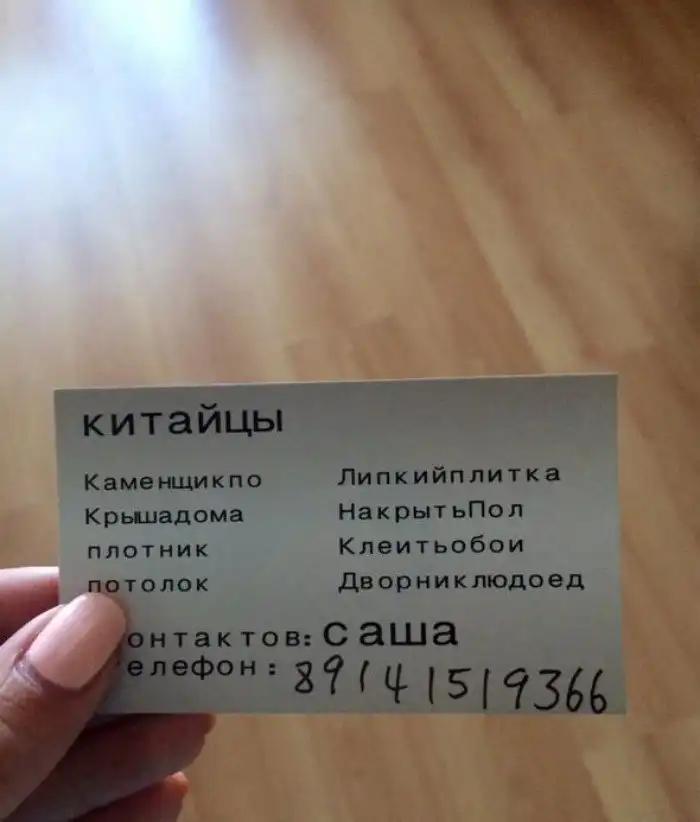 китайцы
Каменщикпо
Крышадома
плотник
потолок
Липкийплитка
НакрытьПол
Клеитьобои
Дворниклюдоед
онтактов: саша
елефон: 89141519366